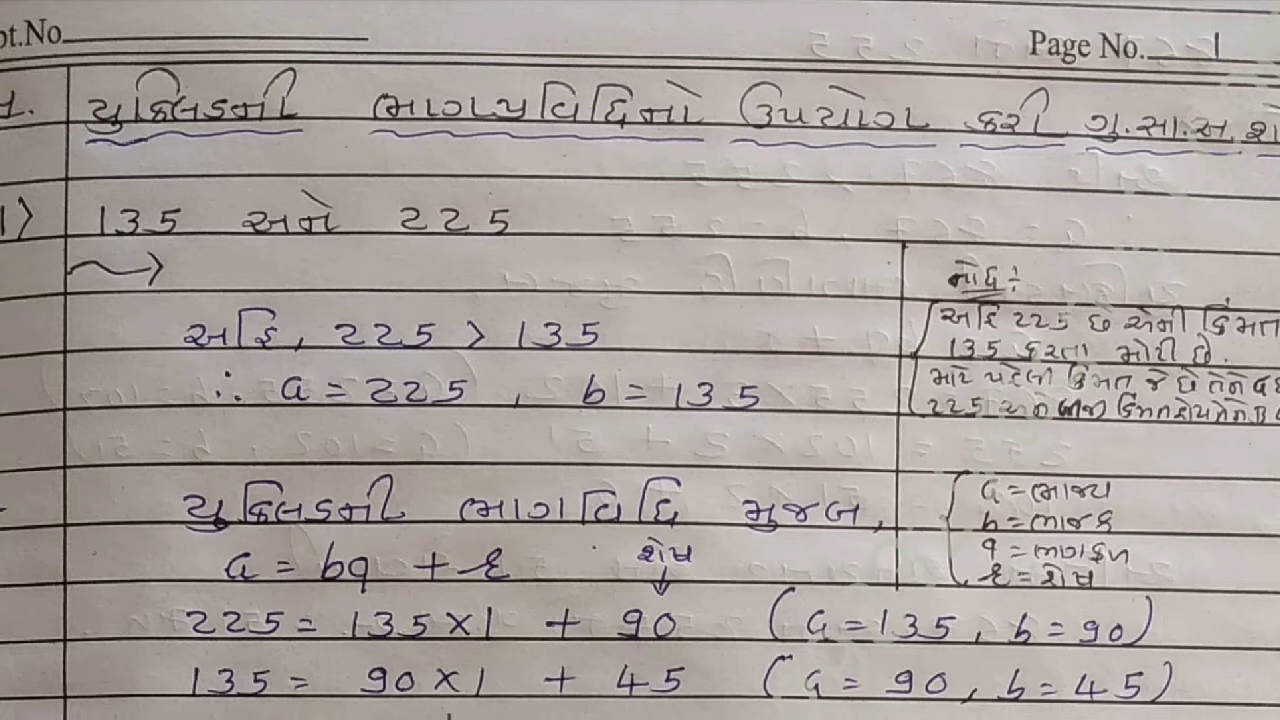 pt.No.
Page No. 1
1. યુક્લિડની ભાગપ્રવિધિનો ઉપયોગ કરી ગુ.સા.અ. શો
1) 135 અને 225
નોંધ :
અહિ, 225 > 135
અહિ 225 છે એની કિંમત
135 કરતા મોટી છે.
∴ a = 225 , b = 135
માટે પહેલી કિંમત જે છે તેને a
225 અને બીજી કિંમત હોય તેને B
યુક્લિડની ભાગ વિધિ મુજબ,
a = ભાજ્ય
b = ભાજક
a = bq + r
શેષ
q = ભાગફળ
r = શેષ
225 = 135 × 1 + 90 (a = 135, b = 90)
135 = 90 × 1 + 45 (a = 90, b = 45)